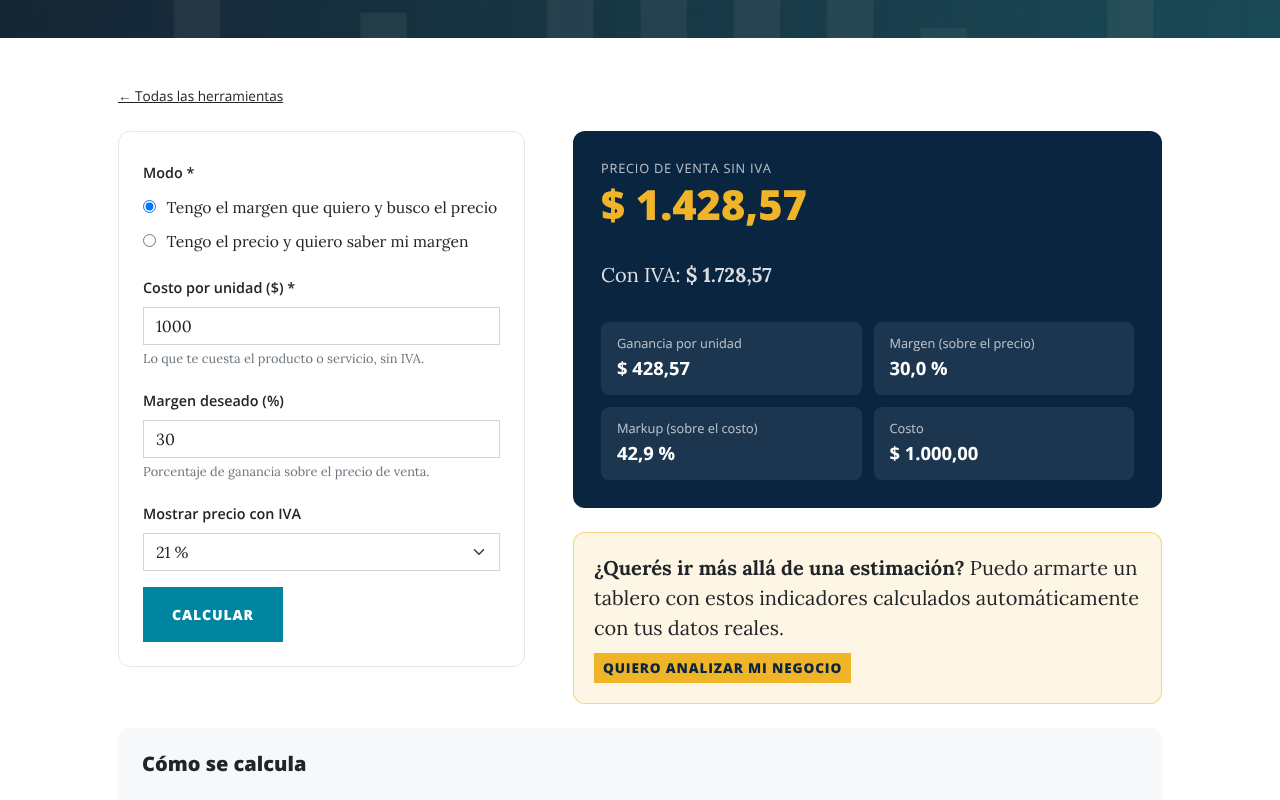 ← Todas las herramientas
Modo *
Tengo el margen que quiero y busco el precio
Tengo el precio y quiero saber mi margen
Costo por unidad ($) *
1000
Lo que te cuesta el producto o servicio, sin IVA.
Margen deseado (%)
30
Porcentaje de ganancia sobre el precio de venta.
Mostrar precio con IVA
21 %
CALCULAR
PRECIO DE VENTA SIN IVA
$ 1.428,57
Con IVA: $ 1.728,57
Ganancia por unidad
$ 428,57
Margen (sobre el precio)
30,0 %
Markup (sobre el costo)
42,9 %
Costo
$ 1.000,00
¿Querés ir más allá de una estimación? Puedo armarte un
tablero con estos indicadores calculados automáticamente
con tus datos reales.
QUIERO ANALIZAR MI NEGOCIO
Cómo se calcula